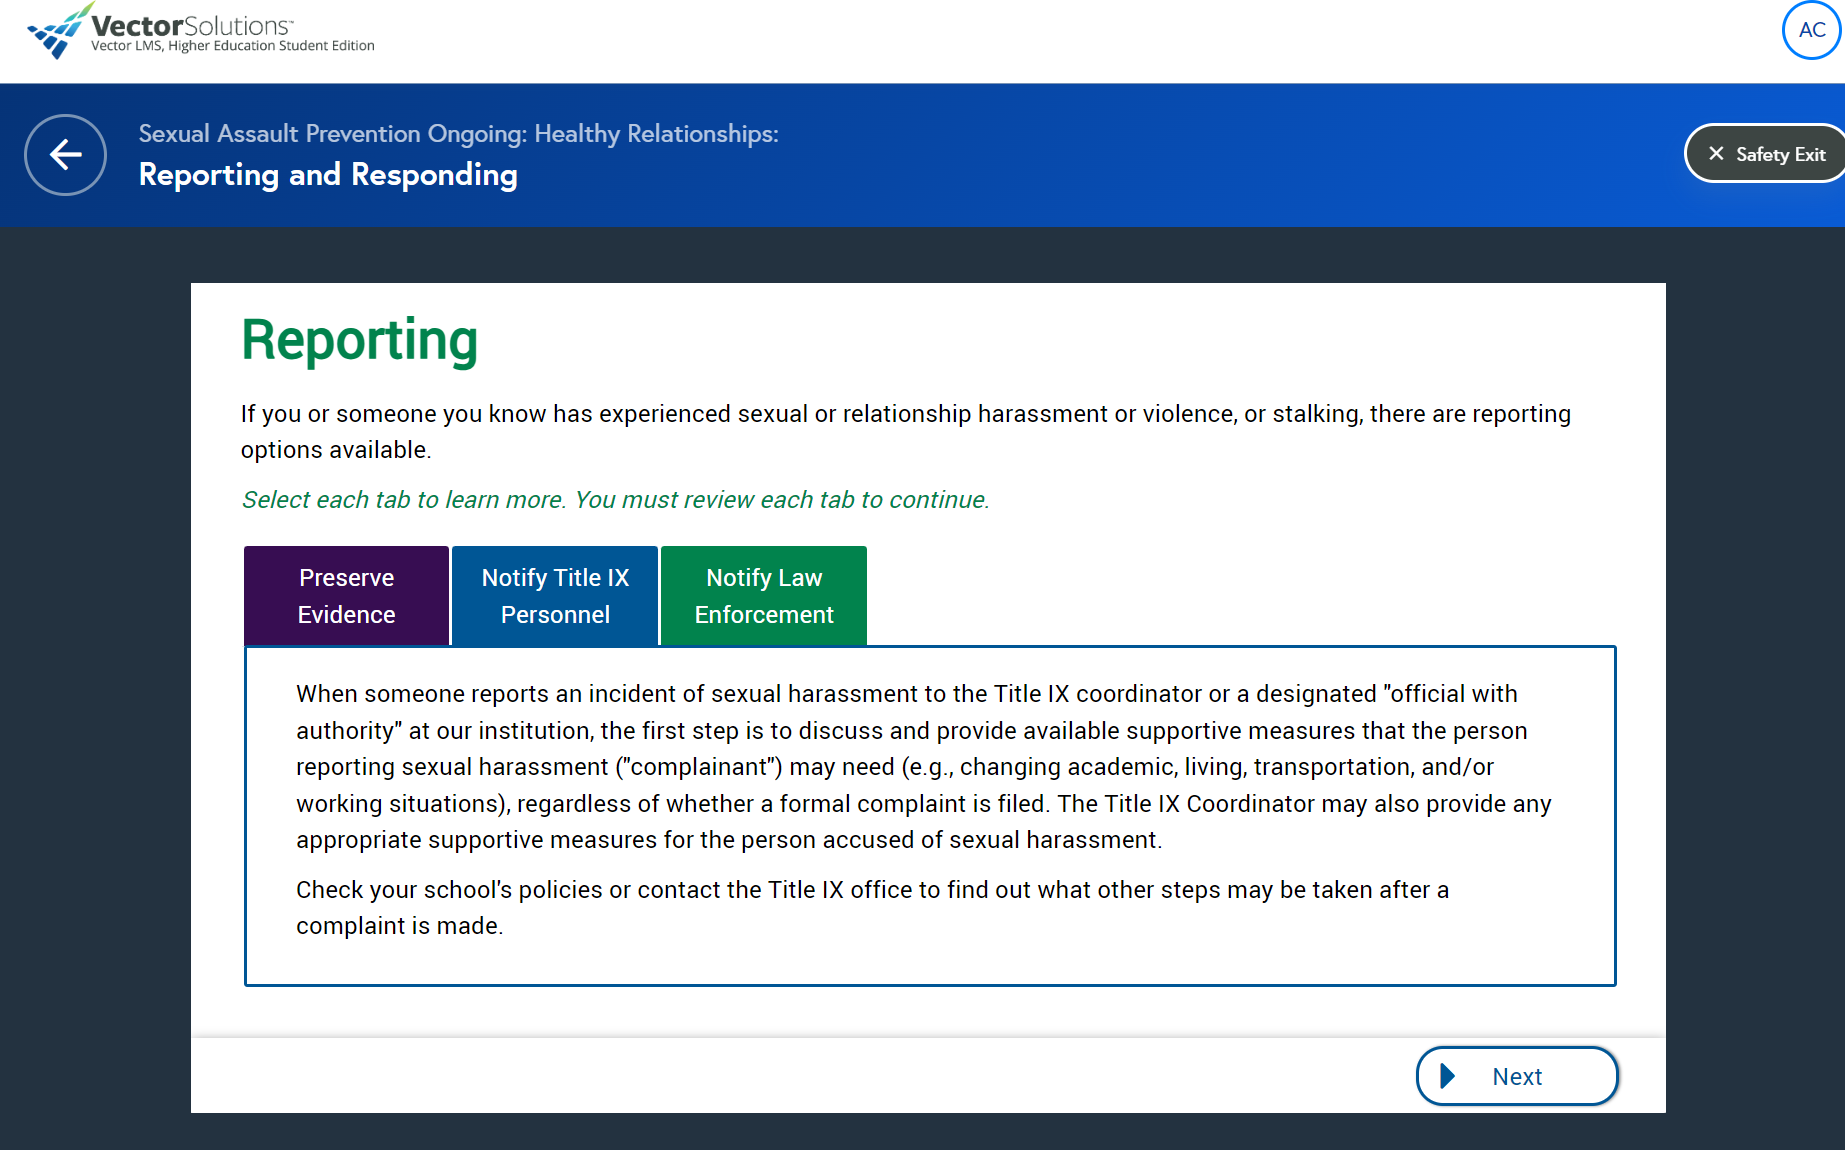 VectorSolutions™
Vector LMS, Higher Education Student Edition
AC
Sexual Assault Prevention Ongoing: Healthy Relationships:
Reporting and Responding
✕ Safety Exit
Reporting
If you or someone you know has experienced sexual or relationship harassment or violence, or stalking, there are reporting
options available.
Select each tab to learn more. You must review each tab to continue.
Preserve
Evidence
Notify Title IX
Personnel
Notify Law
Enforcement
When someone reports an incident of sexual harassment to the Title IX coordinator or a designated "official with
authority" at our institution, the first step is to discuss and provide available supportive measures that the person
reporting sexual harassment ("complainant") may need (e.g., changing academic, living, transportation, and/or
working situations), regardless of whether a formal complaint is filed. The Title IX Coordinator may also provide any
appropriate supportive measures for the person accused of sexual harassment.
Check your school's policies or contact the Title IX office to find out what other steps may be taken after a
complaint is made.
Next